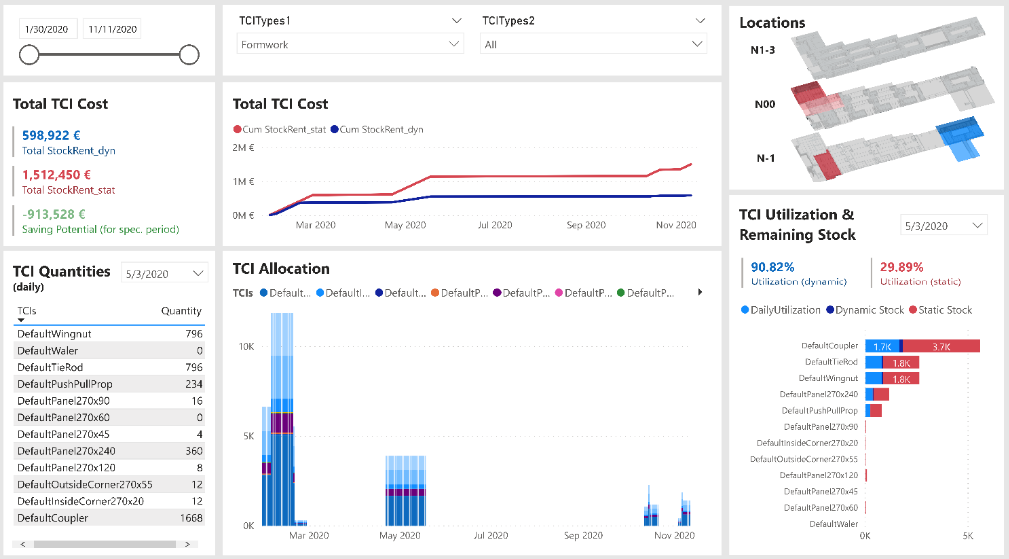 1/30/2020 11/11/2020
TCITypes1
Formwork
TCITypes2
All
Locations
N1-3
N00
N-1
Total TCI Cost
598,922 €
Total StockRent_dyn
1,512,450 €
Total StockRent_stat
-913,528 €
Saving Potential (for spec. period)
Total TCI Cost
Cum StockRent_stat Cum StockRent_dyn
2M €
1M €
0M €
Mar 2020 May 2020 Jul 2020 Sep 2020 Nov 2020
TCI Quantities
(daily)
5/3/2020
TCIs Quantity
DefaultWingnut 796
DefaultWaler 0
DefaultTieRod 796
DefaultPushPullProp 234
DefaultPanel270x90 16
DefaultPanel270x60 0
DefaultPanel270x45 4
DefaultPanel270x240 360
DefaultPanel270x120 8
DefaultOutsideCorner270x55 12
DefaultInsideCorner270x20 12
DefaultCoupler 1668
TCI Allocation
TCIs Default... DefaultI... Default... DefaultP... DefaultP... DefaultP... DefaultP...
10K
5K
0K
Mar 2020 May 2020 Jul 2020 Sep 2020 Nov 2020
TCI Utilization &
Remaining Stock
5/3/2020
90.82%
Utilization (dynamic)
29.89%
Utilization (static)
DailyUtilization Dynamic Stock Static Stock
DefaultCoupler 1.7K 3.7K
DefaultTieRod 1.8K
DefaultWingnut 1.8K
DefaultPanel270x240
DefaultPushPullProp
DefaultPanel270x90
DefaultInsideCorner270x20
DefaultOutsideCorner270x55
DefaultPanel270x120
DefaultPanel270x45
DefaultPanel270x60
DefaultWaler
0K 5K